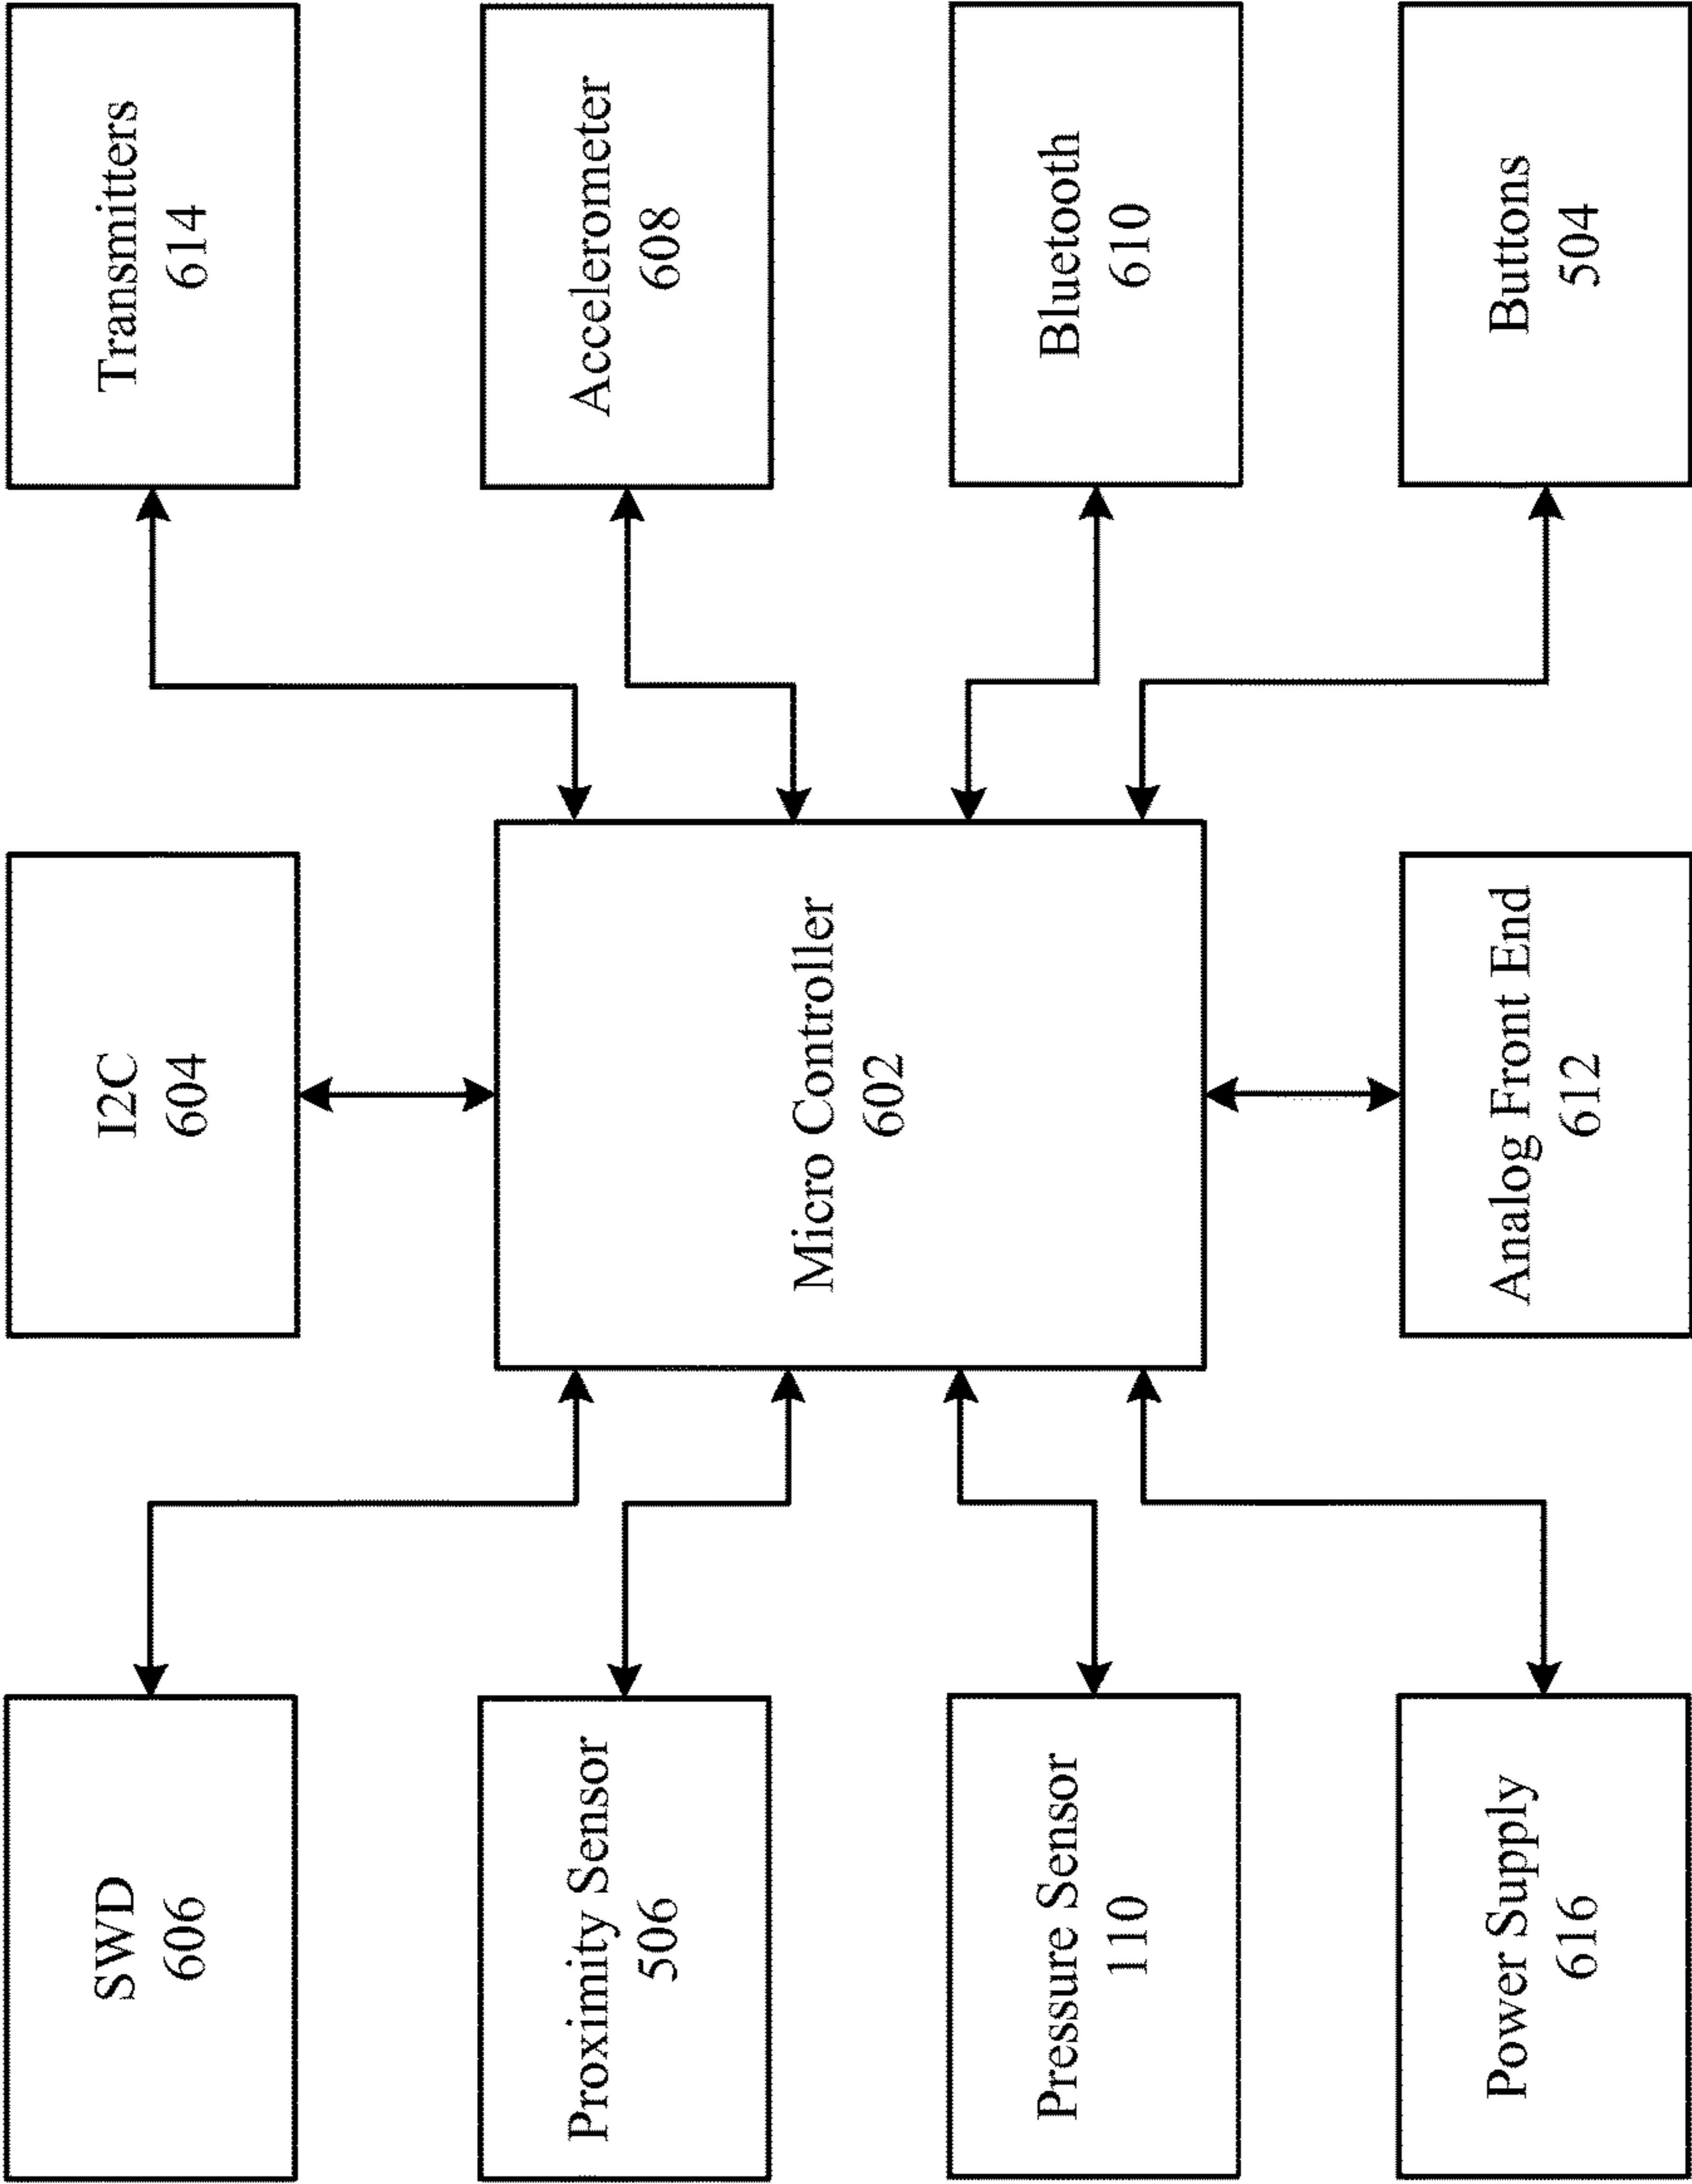 SWD
606
I2C
604
Transmitters
614
Proximity Sensor
506
Accelerometer
608
Micro Controller
602
Pressure Sensor
110
Bluetooth
610
Power Supply
616
Analog Front End
612
Buttons
504